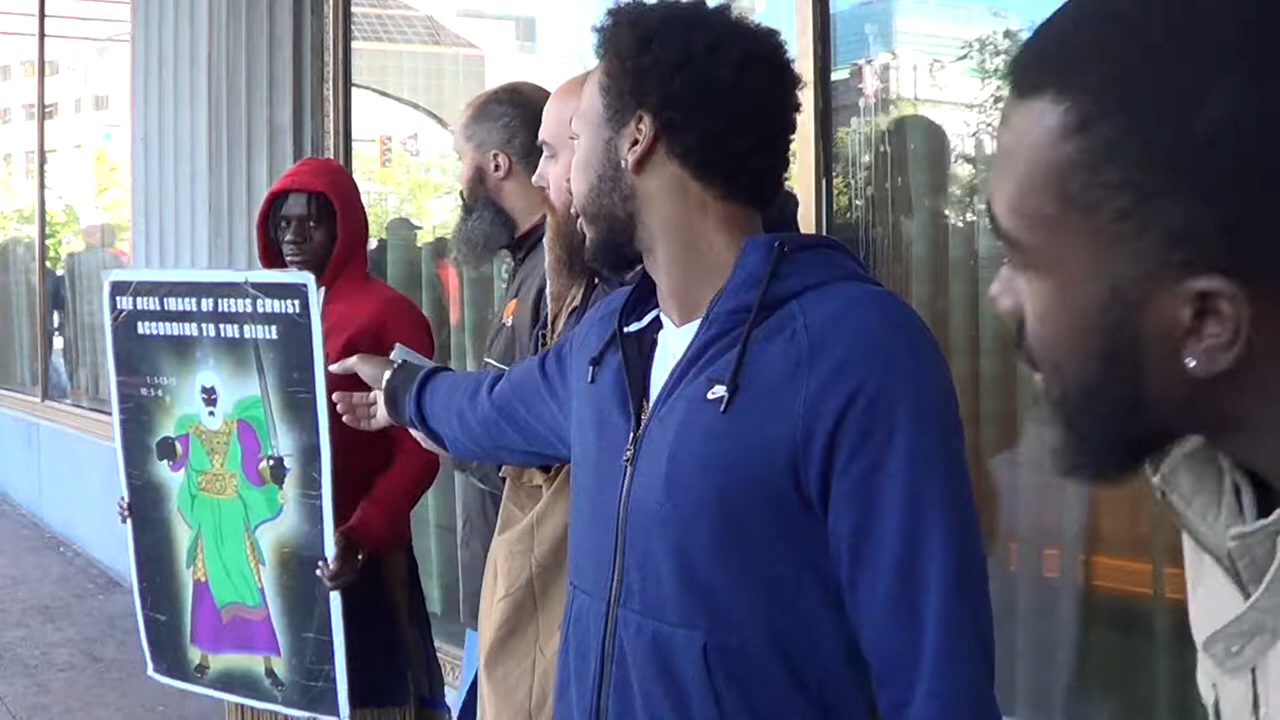 THE REAL IMAGE OF JESUS CHRIST
ACCORDING TO THE BIBLE